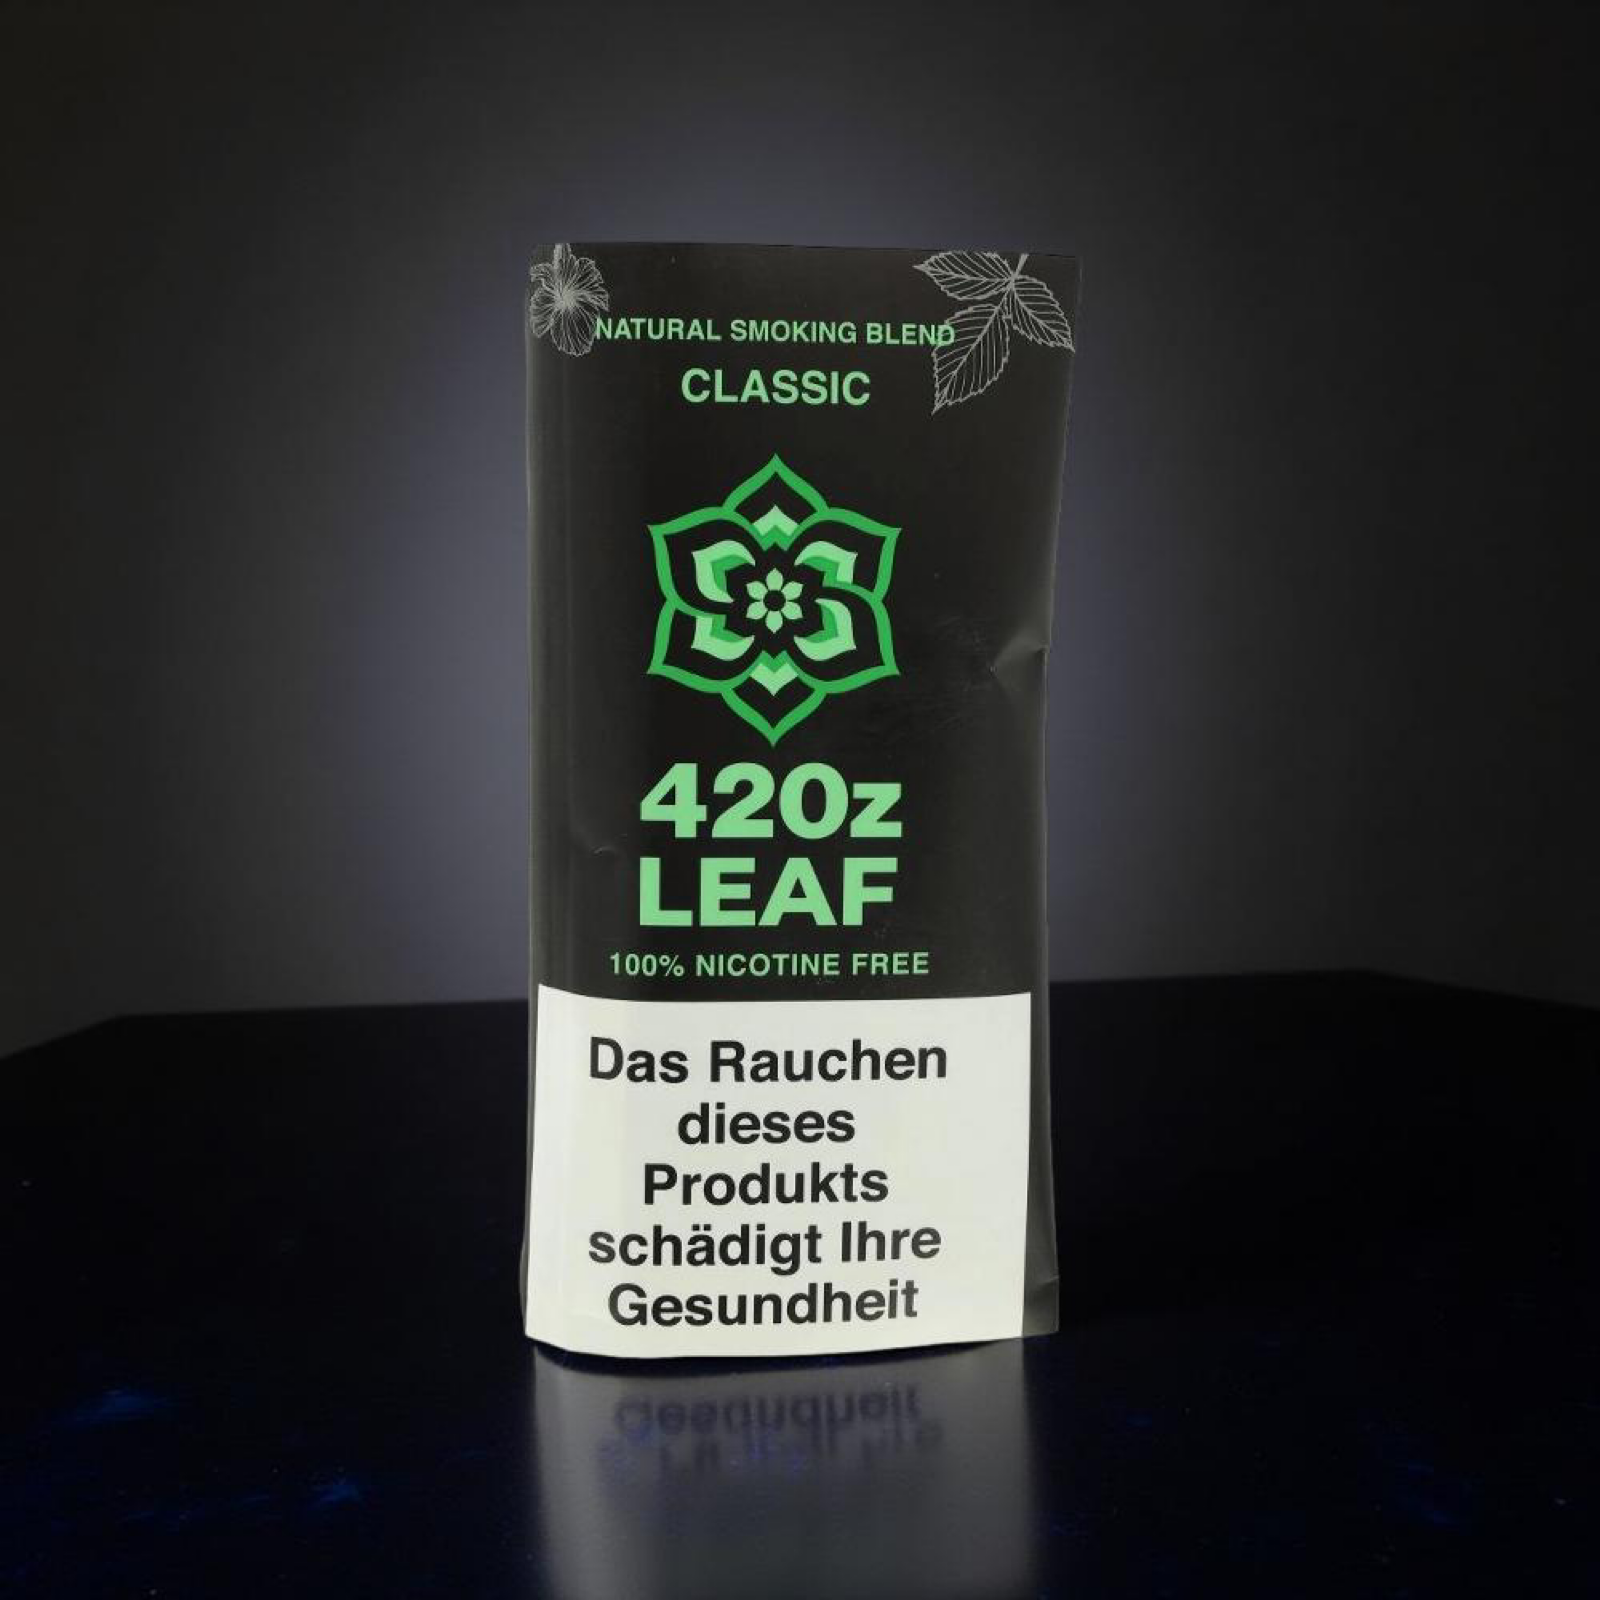 NATURAL SMOKING BLEND
CLASSIC
420z
LEAF
100% NICOTINE FREE
Das Rauchen
dieses
Produkts
schädigt Ihre
Gesundheit